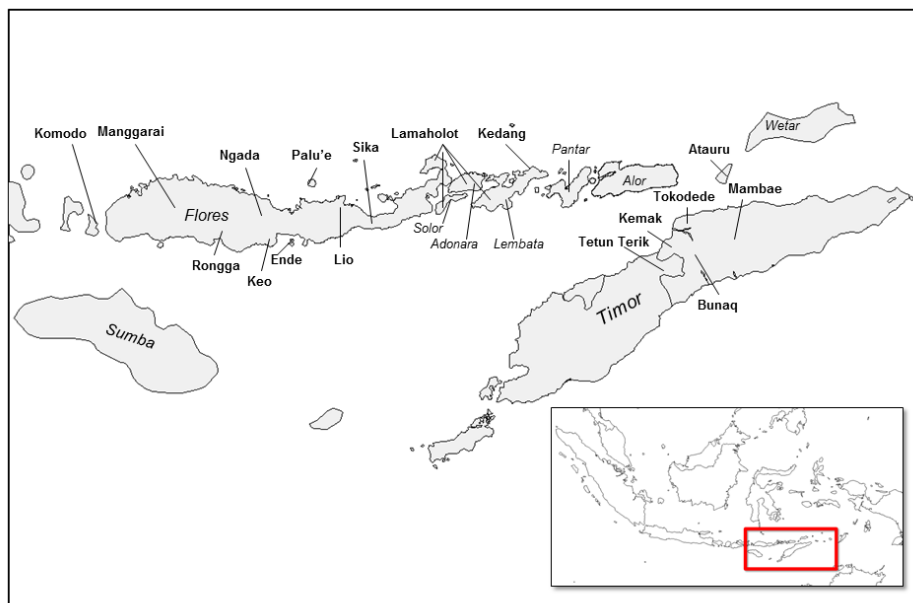 Wetar
Komodo
Manggarai
Lamaholot
Kedang
Sika
Ngada
Palu’e
Pantar
Atauru
Alor
Tokodede
Mambae
Flores
Kemak
Solor
Adonara
Lembata
Tetun Terik
Ende
Lio
Rongga
Keo
Bunaq
Timor
Sumba